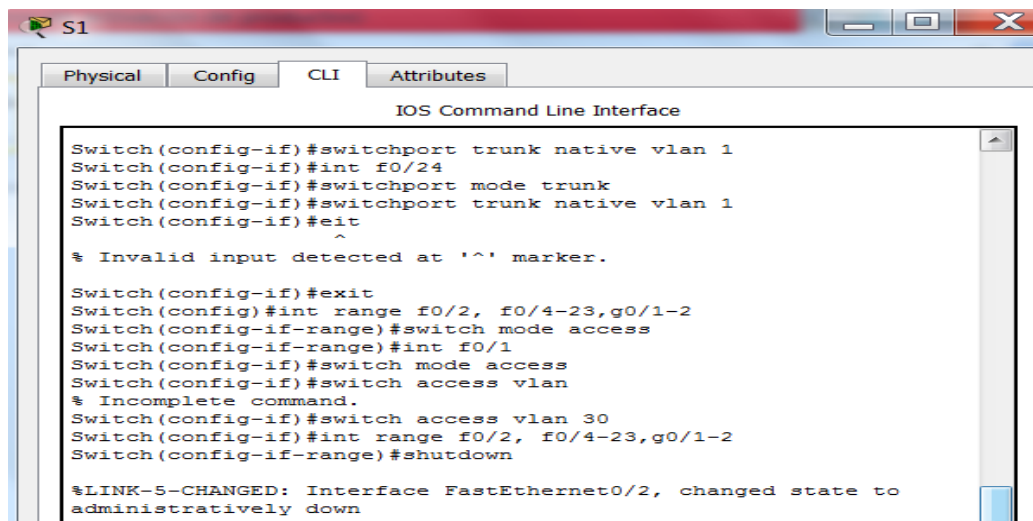 S1
Physical Config CLI Attributes
IOS Command Line Interface
Switch(config-if)#switchport trunk native vlan 1
Switch(config-if)#int f0/24
Switch(config-if)#switchport mode trunk
Switch(config-if)#switchport trunk native vlan 1
Switch(config-if)#eit
^
% Invalid input detected at '^' marker.
Switch(config-if)#exit
Switch(config)#int range f0/2, f0/4-23,g0/1-2
Switch(config-if-range)#switch mode access
Switch(config-if-range)#int f0/1
Switch(config-if)#switch mode access
Switch(config-if)#switch access vlan
% Incomplete command.
Switch(config-if)#switch access vlan 30
Switch(config-if)#int range f0/2, f0/4-23,g0/1-2
Switch(config-if-range)#shutdown
%LINK-5-CHANGED: Interface FastEthernet0/2, changed state to
administratively down